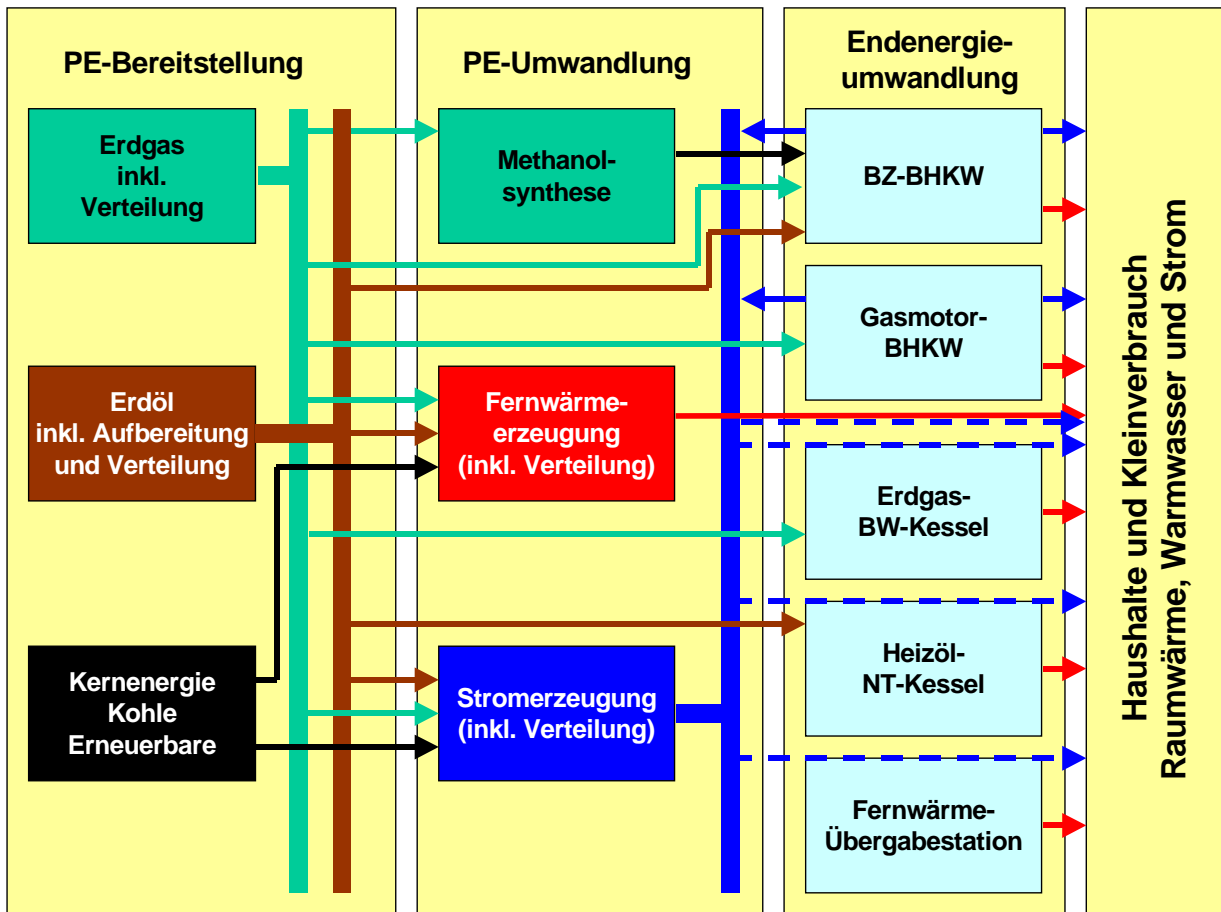 PE-Bereitstellung
Erdgas
inkl.
Verteilung
Erdöl
inkl. Aufbereitung
und Verteilung
Kernenergie
Kohle
Erneuerbare
PE-Umwandlung
Methanol-
synthese
Fernwärme-
erzeugung
(inkl. Verteilung)
Stromerzeugung
(inkl. Verteilung)
Endenergie-
umwandlung
BZ-BHKW
Gasmotor-
BHKW
Erdgas-
BW-Kessel
Heizöl-
NT-Kessel
Fernwärme-
Übergabestation
Haushalte und Kleinverbrauch
Raumwärme, Warmwasser und Strom